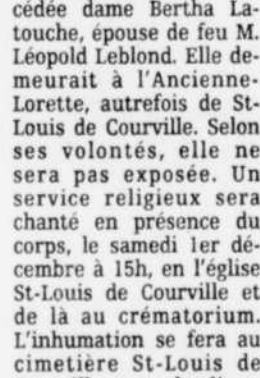 cédée dame Bertha La-
touche, épouse de feu M.
Léopold Leblond. Elle de-
meurait à l'Ancienne-
Lorette, autrefois de St-
Louis de Courville. Selon
ses volontés, elle ne
sera pas exposée. Un
service religieux sera
chanté en présence du
corps, le samedi 1er dé-
cembre à 15h, en l'église
St-Louis de Courville et
de là au crématorium.
L'inhumation se fera au
cimetière St-Louis de